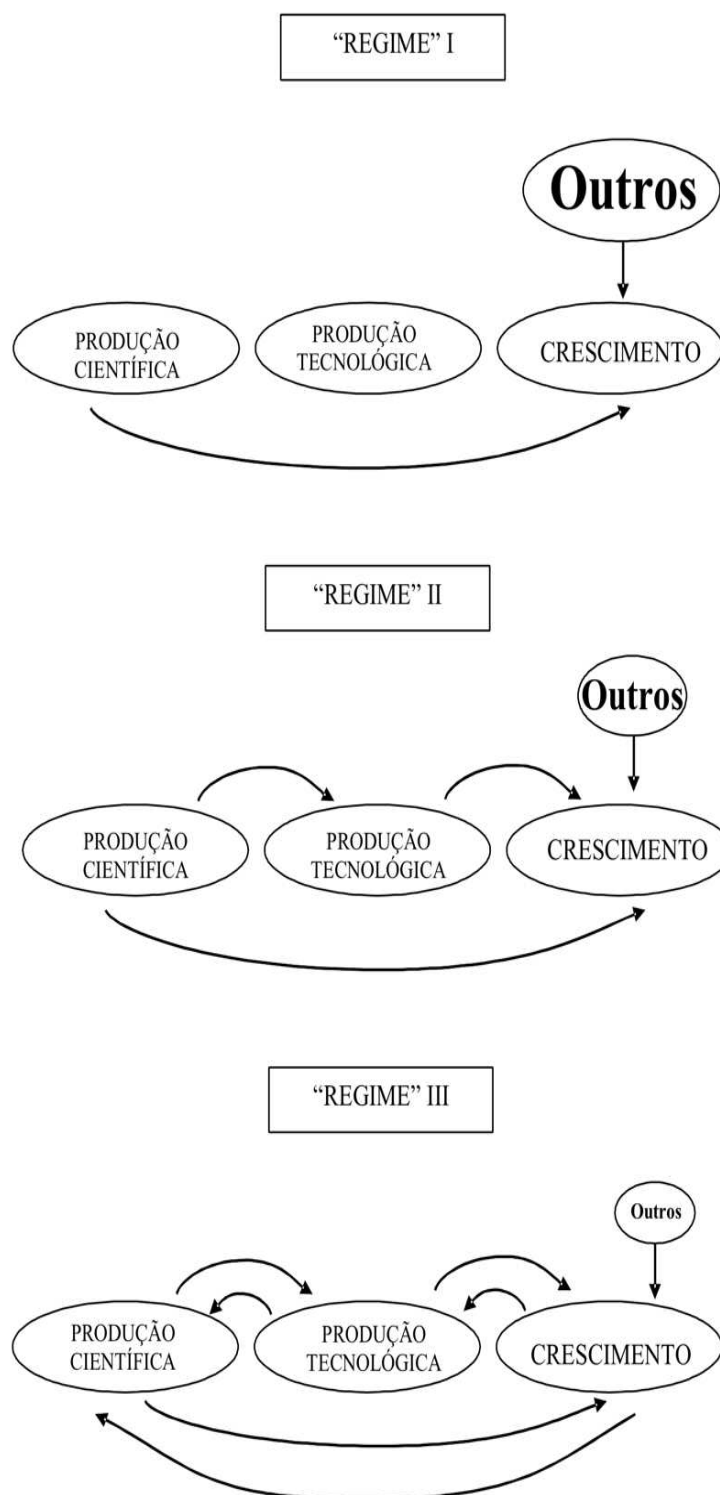 “REGIME” I
Outros
PRODUÇÃO
CIENTÍFICA
PRODUÇÃO
TECNOLÓGICA
CRESCIMENTO
“REGIME” II
Outros
PRODUÇÃO
CIENTÍFICA
PRODUÇÃO
TECNOLÓGICA
CRESCIMENTO
“REGIME” III
Outros
PRODUÇÃO
CIENTÍFICA
PRODUÇÃO
TECNOLÓGICA
CRESCIMENTO